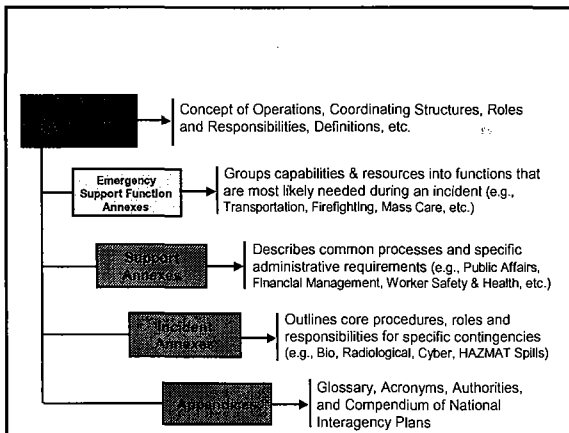 Concept of Operations, Coordinating Structures, Roles
and Responsibilities, Definitions, etc.
Emergency
Support Function
Annexes
Groups capabilities & resources into functions that
are most likely needed during an incident (e.g.,
Transportation, Firefighting, Mass Care, etc.)
Support
Annexes
Describes common processes and specific
administrative requirements (e.g., Public Affairs,
Financial Management, Worker Safety & Health, etc.)
Incident
Annexes
Outlines core procedures, roles and
responsibilities for specific contingencies
(e.g., Bio, Radiological, Cyber, HAZMAT Spills)
Appendices
Glossary, Acronyms, Authorities,
and Compendium of National
Interagency Plans